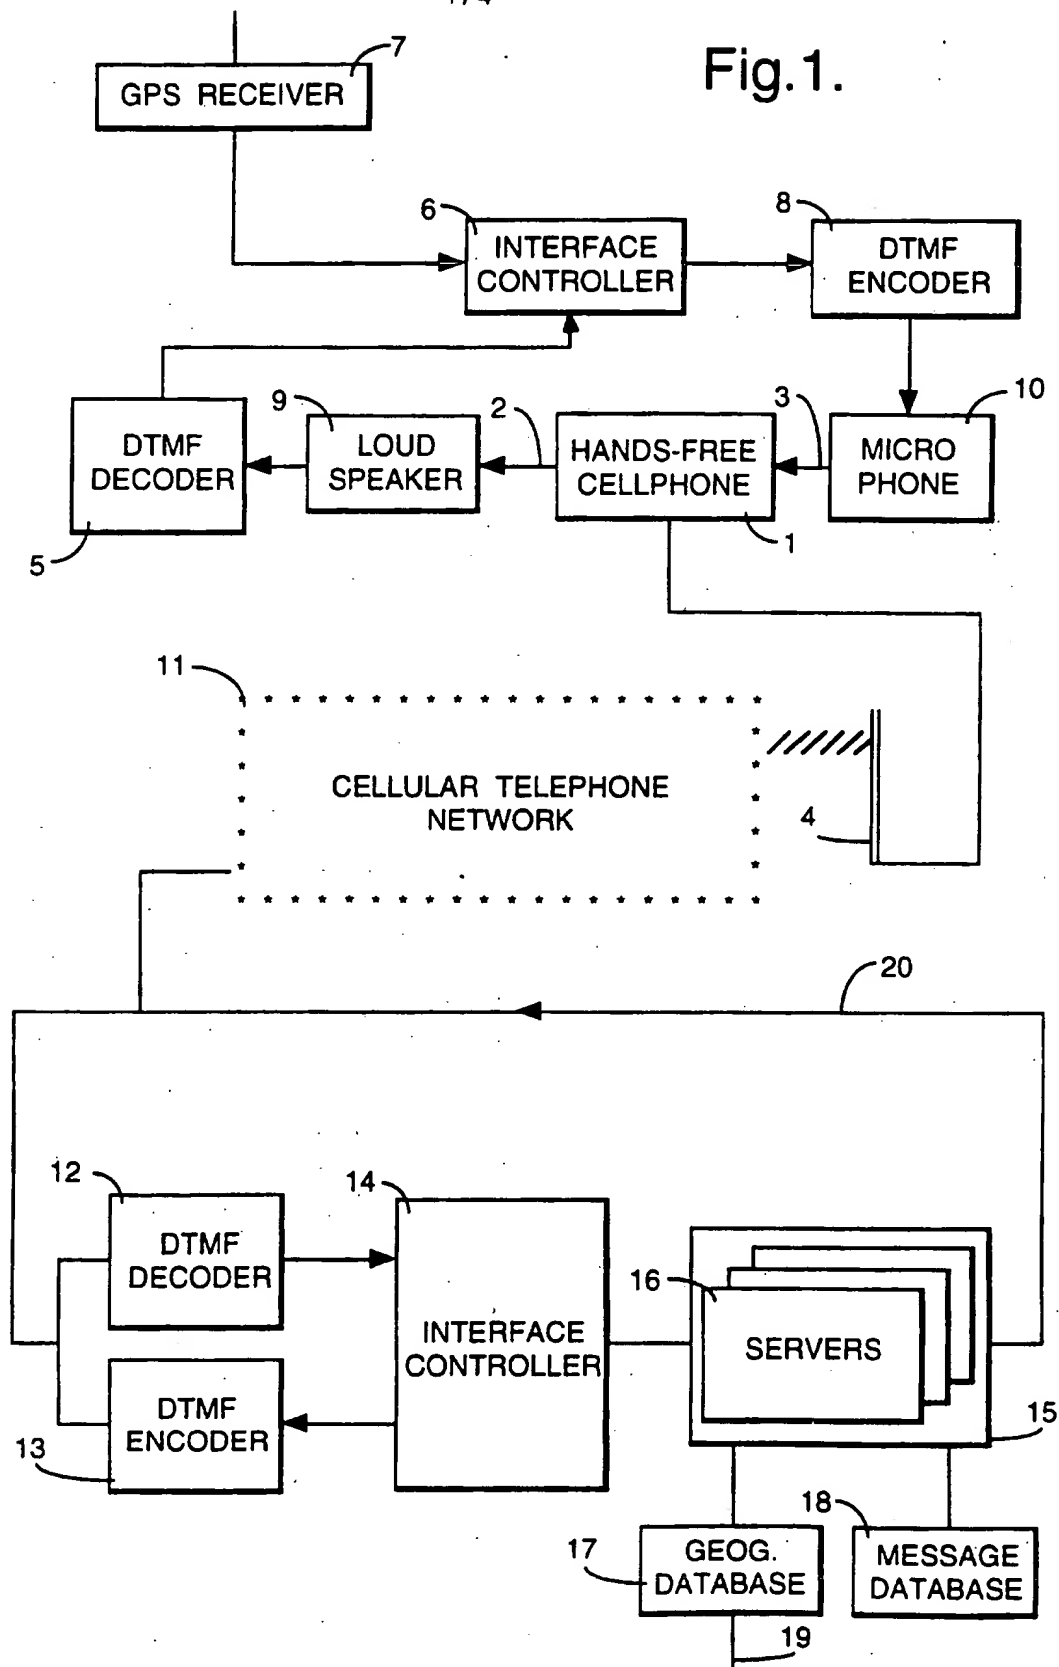 7
GPS RECEIVER
Fig.1.
6
INTERFACE
CONTROLLER
8
DTMF
ENCODER
9
2
3
10
DTMF
DECODER
5
LOUD
SPEAKER
HANDS-FREE
CELLPHONE
1
MICRO
PHONE
11
CELLULAR TELEPHONE
NETWORK
4
20
12
DTMF
DECODER
14
INTERFACE
CONTROLLER
16
SERVERS
15
DTMF
ENCODER
13
17
GEOG.
DATABASE
18
MESSAGE
DATABASE
19